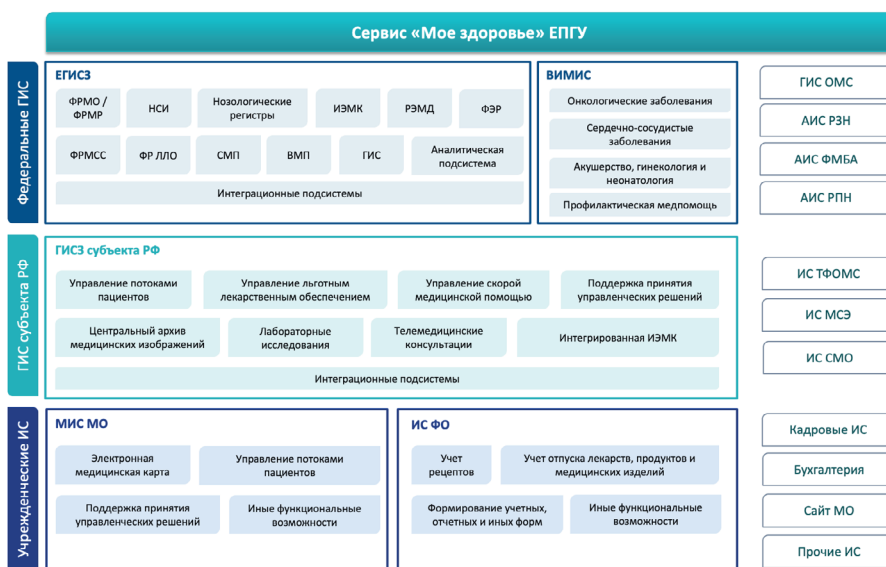 Сервис «Мое здоровье» ЕПГУ
Федеральные ГИС
ЕГИСЗ
ФРМО /
ФРМР
НСИ
Нозологические
регистры
ИЭМК
РЭМД
ФЭР
ФРМСС
ФР ЛЛО
СМП
ВМП
ГИС
Аналитическая
подсистема
Интеграционные подсистемы
ВИМИС
Онкологические заболевания
Сердечно-сосудистые
заболевания
Акушерство, гинекология и
неонатология
Профилактическая медпомощь
ГИС ОМС
АИС РЗН
АИС ФМБА
АИС РПН
ГИС субъекта РФ
ГИСЗ субъекта РФ
Управление потоками
пациентов
Управление льготным
лекарственным обеспечением
Управление скорой
медицинской помощью
Поддержка принятия
управленческих решений
Центральный архив
медицинских изображений
Лабораторные
исследования
Телемедицинские
консультации
Интегрированная ИЭМК
Интеграционные подсистемы
ИС ТФОМС
ИС МСЭ
ИС СМО
Учрежденческие ИС
МИС МО
Электронная
медицинская карта
Управление потоками
пациентов
Поддержка принятия
управленческих решений
Иные функциональные
возможности
ИС ФО
Учет
рецептов
Учет отпуска лекарств, продуктов и
медицинских изделий
Формирование учетных,
отчетных и иных форм
Иные функциональные
возможности
Кадровые ИС
Бухгалтерия
Сайт МО
Прочие ИС